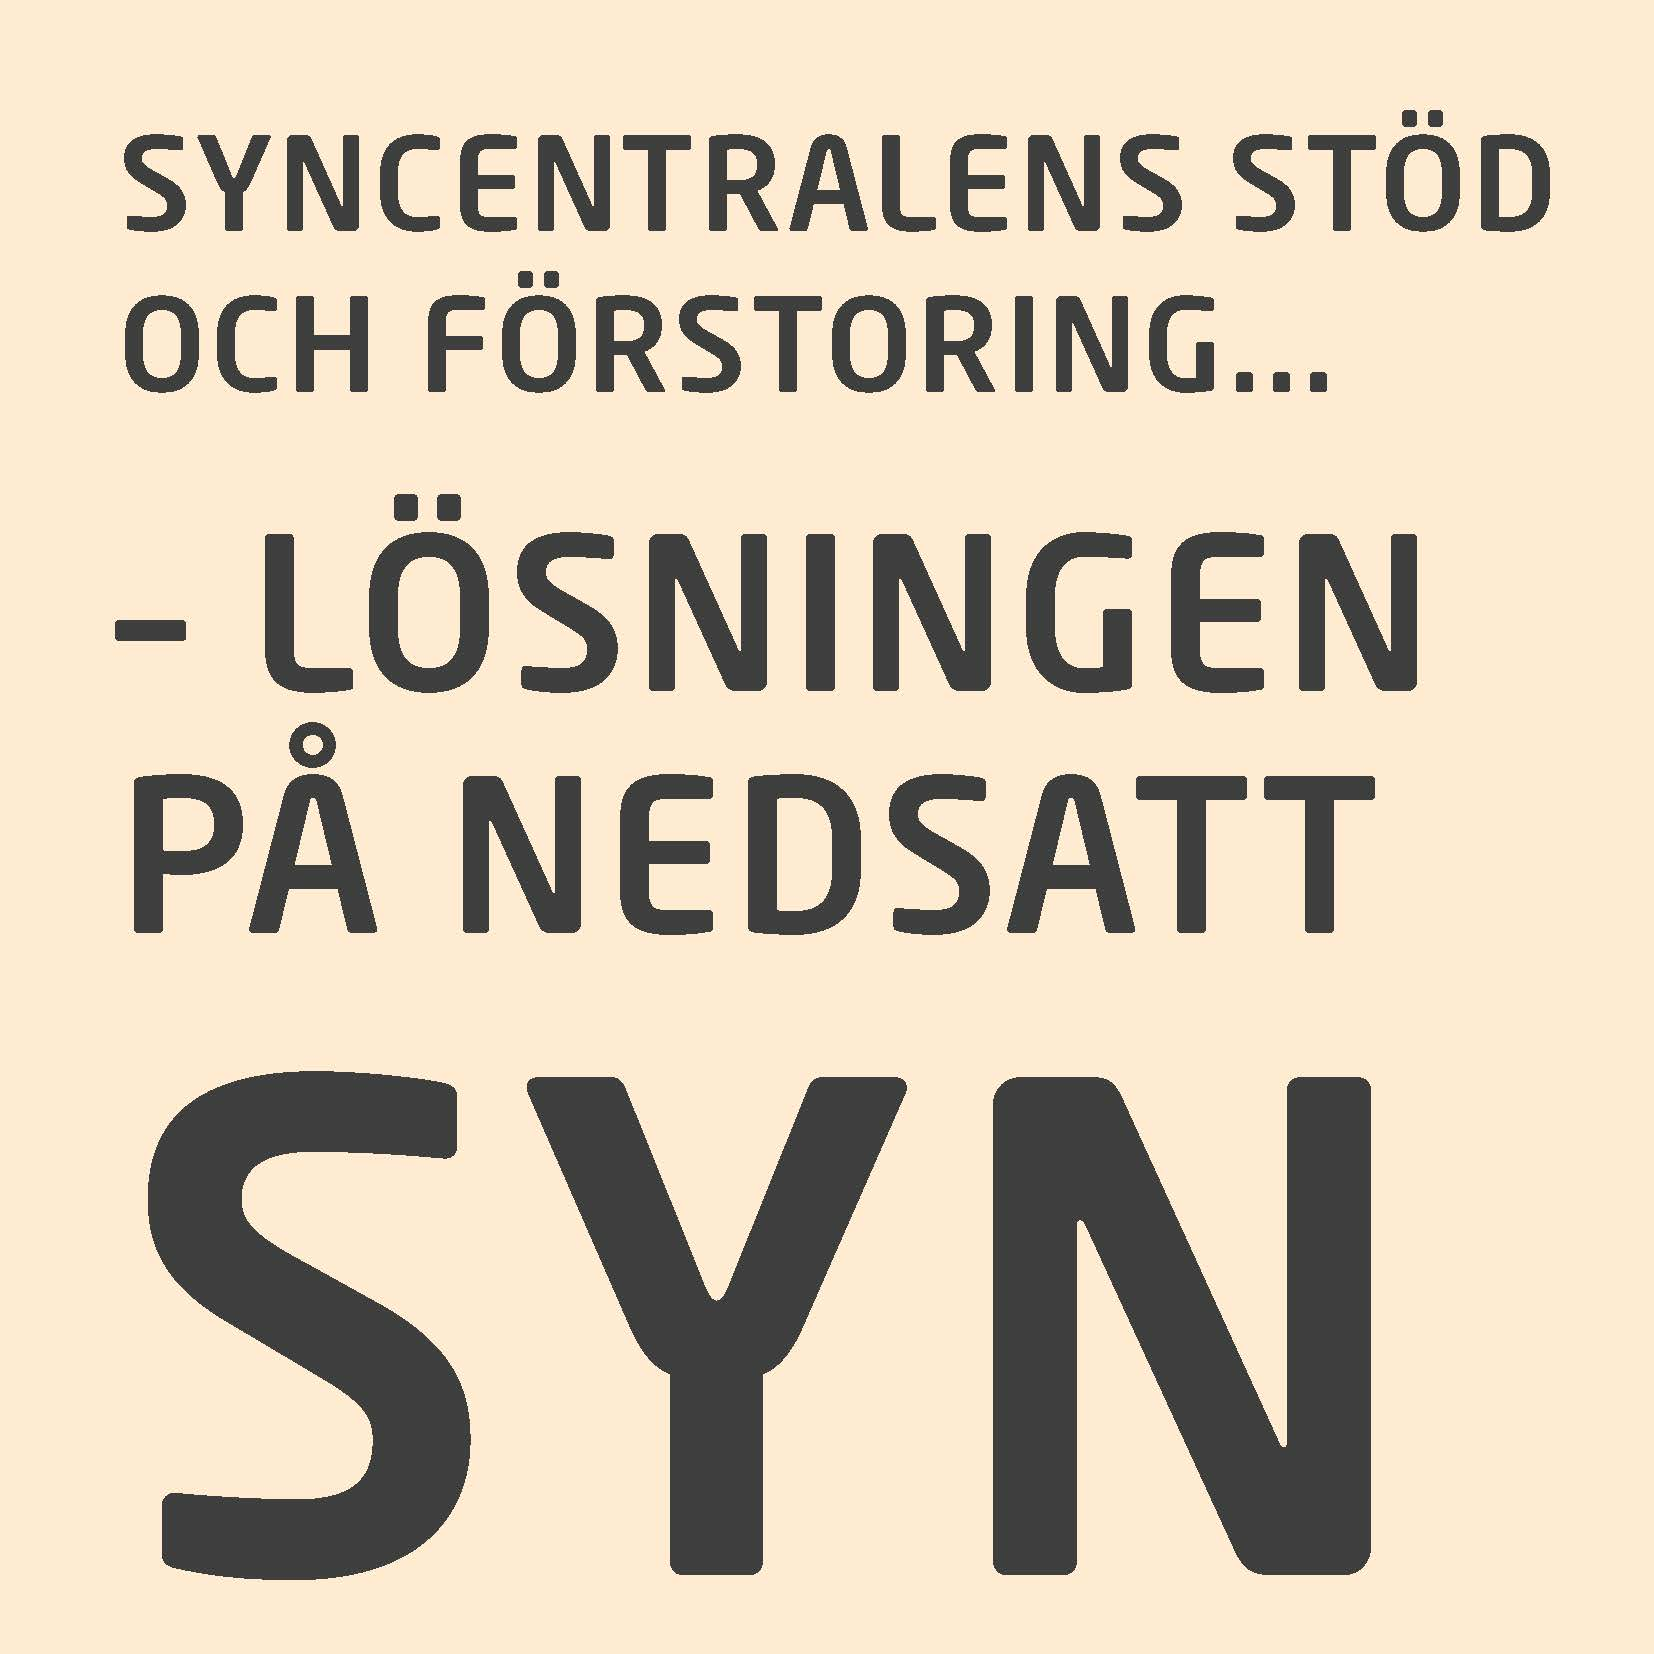 SYNCENTRALENS STÖD
OCH FÖRSTORING...
– LÖSNINGEN
PÅ NEDSATT
SYN